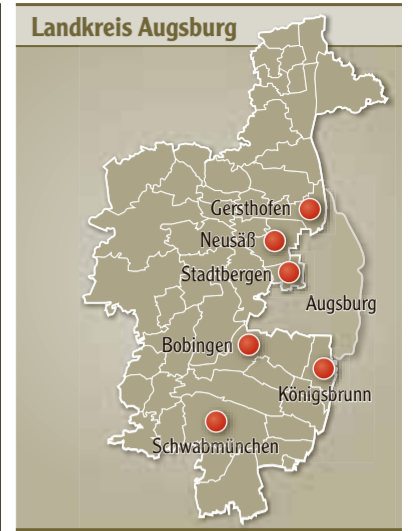 Landkreis Augsburg
Gersthofen
Neusäß
Stadtbergen
Augsburg
Bobingen
Königsbrunn
Schwabmünchen